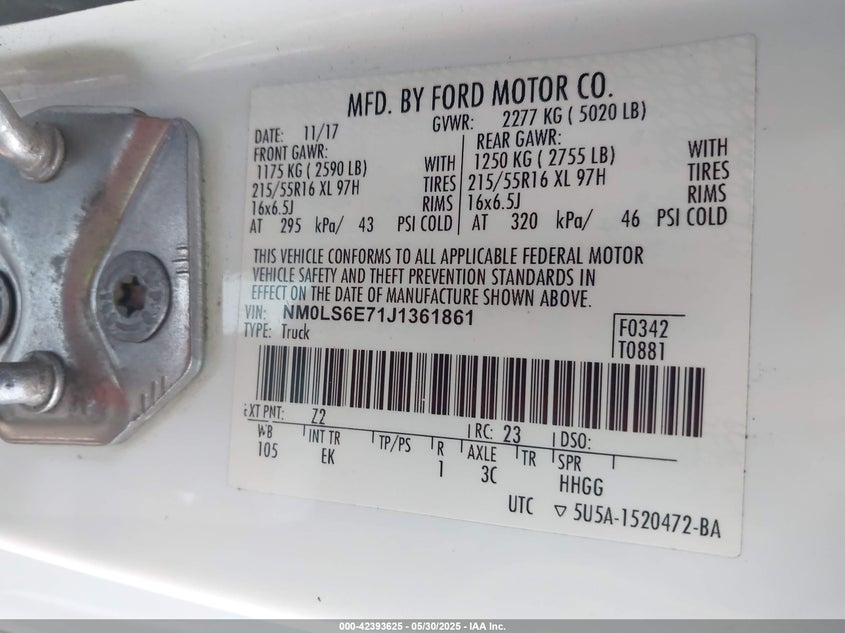 MFD. BY FORD MOTOR CO.
DATE: 11/17 GVWR: 2277 KG ( 5020 LB)
FRONT GAWR: REAR GAWR:
1175 KG ( 2590 LB) WITH 1250 KG ( 2755 LB) WITH
215/55R16 XL 97H TIRES 215/55R16 XL 97H TIRES
16x6.5J RIMS 16x6.5J RIMS
AT 295 kPa/ 43 PSI COLD AT 320 kPa/ 46 PSI COLD
THIS VEHICLE CONFORMS TO ALL APPLICABLE FEDERAL MOTOR
VEHICLE SAFETY AND THEFT PREVENTION STANDARDS IN
EFFECT ON THE DATE OF MANUFACTURE SHOWN ABOVE.
VIN: NM0LS6E71J1361861
TYPE: Truck
F0342
T0881
EXT PNT: Z2 RC: 23 DSO:
WB INT TR TP/PS R AXLE TR SPR
105 EK 1 3C HHGG
UTC ▽ 5U5A-1520472-BA
000-42393625 - 05/30/2025 - IAA Inc.